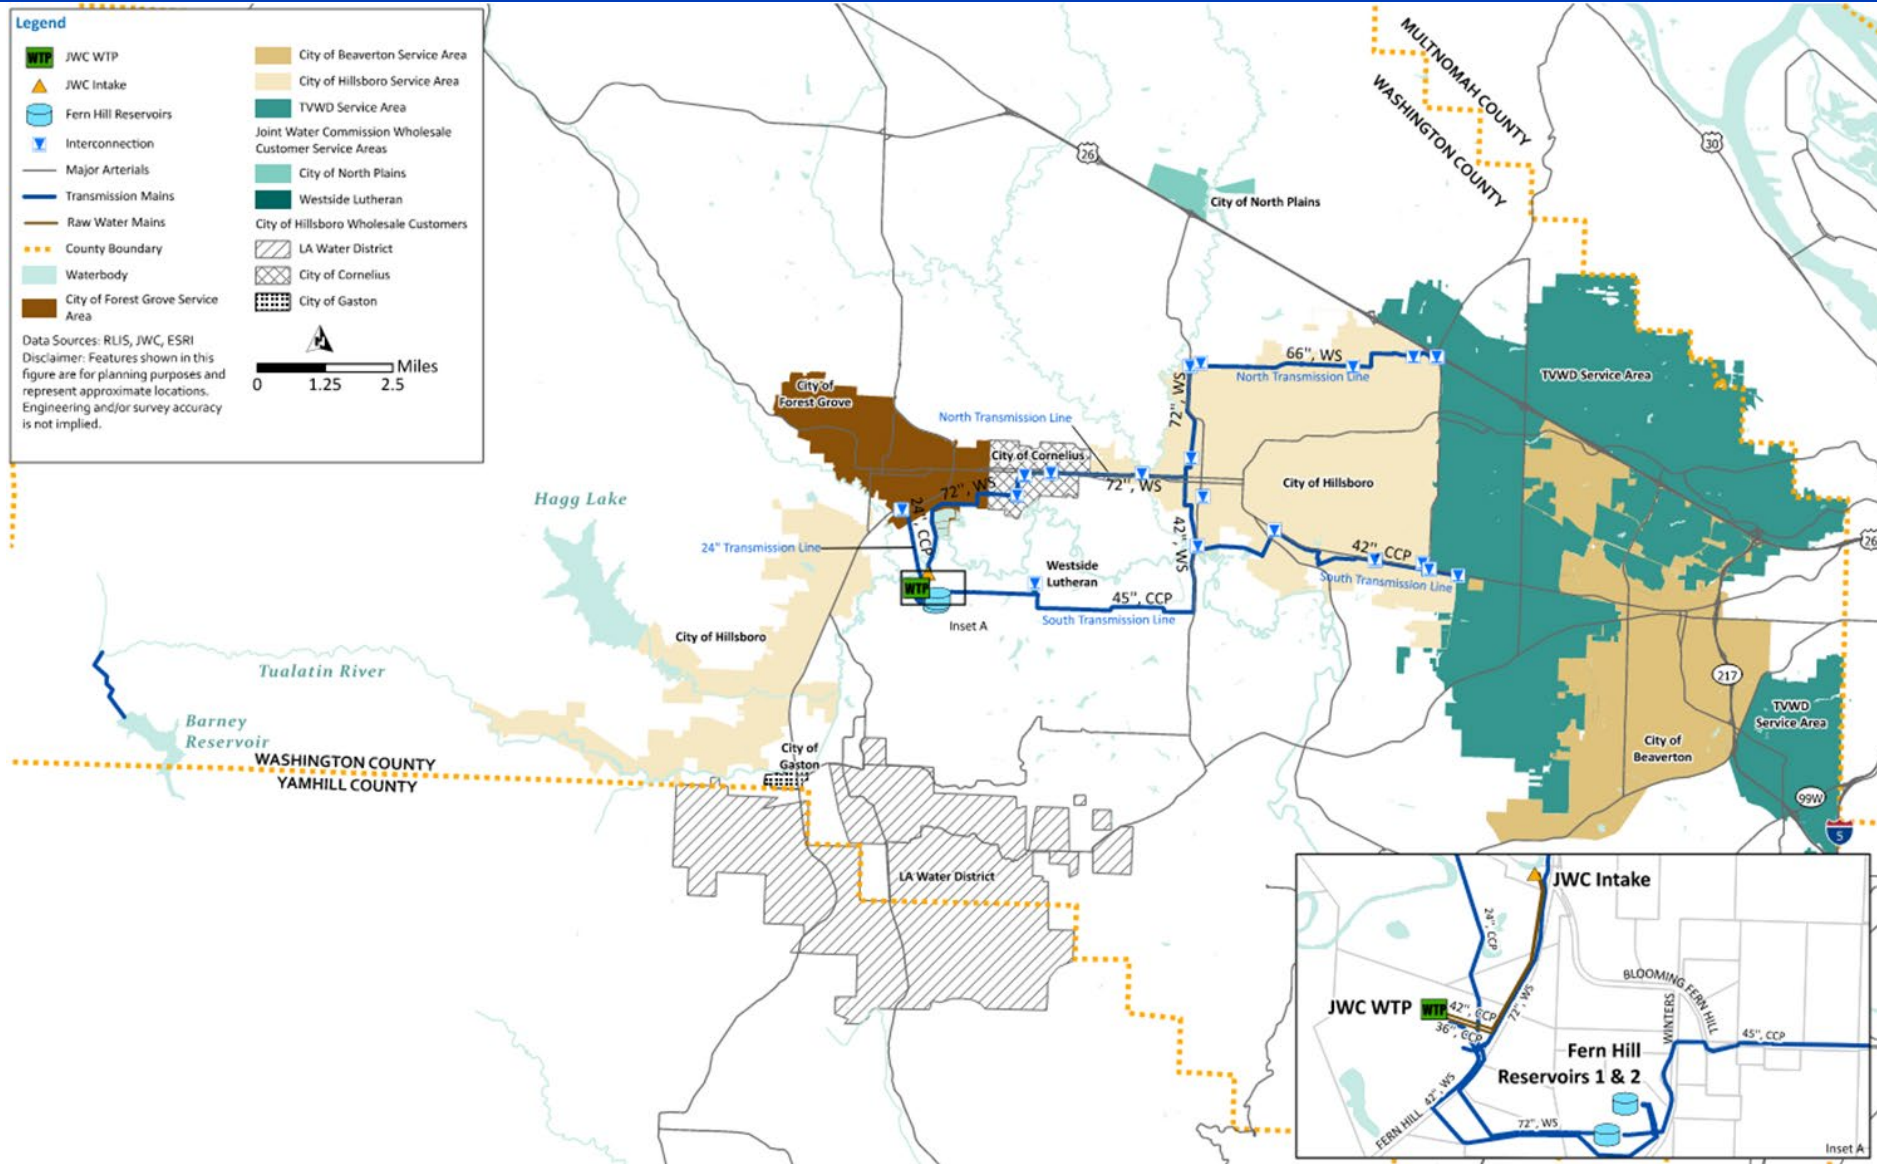 Legend
WTP
JWC WTP
JWC Intake
Fern Hill Reservoirs
Interconnection
Major Arterials
Transmission Mains
Raw Water Mains
County Boundary
Waterbody
City of Forest Grove Service
Area
City of Beaverton Service Area
City of Hillsboro Service Area
TVWD Service Area
Joint Water Commission Wholesale
Customer Service Areas
City of North Plains
Westside Lutheran
City of Hillsboro Wholesale Customers
LA Water District
City of Cornelius
City of Gaston
Data Sources: RLIS, JWC, ESRI
Disclaimer: Features shown in this
figure are for planning purposes and
represent approximate locations.
Engineering and/or survey accuracy
is not implied.
Miles
0 1.25 2.5
MULTNOMAH COUNTY
WASHINGTON COUNTY
26
30
City of North Plains
66", WS
North Transmission Line
72", WS
TVWD Service Area
City of
Forest Grove
North Transmission Line
City of Cornelius
72", WS
72", WS
City of Hillsboro
24", CCP
Hagg Lake
24" Transmission Line
42", WS
42", CCP
South Transmission Line
26
Westside
Lutheran
WTP
45", CCP
South Transmission Line
Inset A
City of Hillsboro
Tualatin River
Barney
Reservoir
217
TVWD
Service Area
City of
Beaverton
City of
Gaston
WASHINGTON COUNTY
YAMHILL COUNTY
99W
5
LA Water District
JWC Intake
24", CCP
BLOOMING FERN HILL
72", WS
WINTERS
JWC WTP
WTP
42", CCP
36", CCP
45", CCP
Fern Hill
Reservoirs 1 & 2
42", WS
FERN HILL
72", WS
Inset A